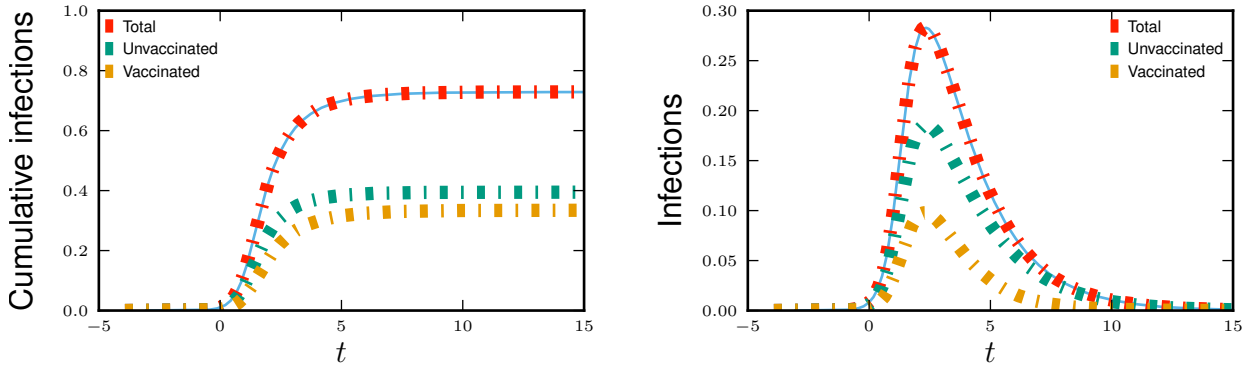 Cumulative infections
1.0
0.8
0.6
0.4
0.2
0.0
Total
Unvaccinated
Vaccinated
−5
0
5
10
15
t
Infections
0.30
0.25
0.20
0.15
0.10
0.05
0.00
Total
Unvaccinated
Vaccinated
−5
0
5
10
15
t